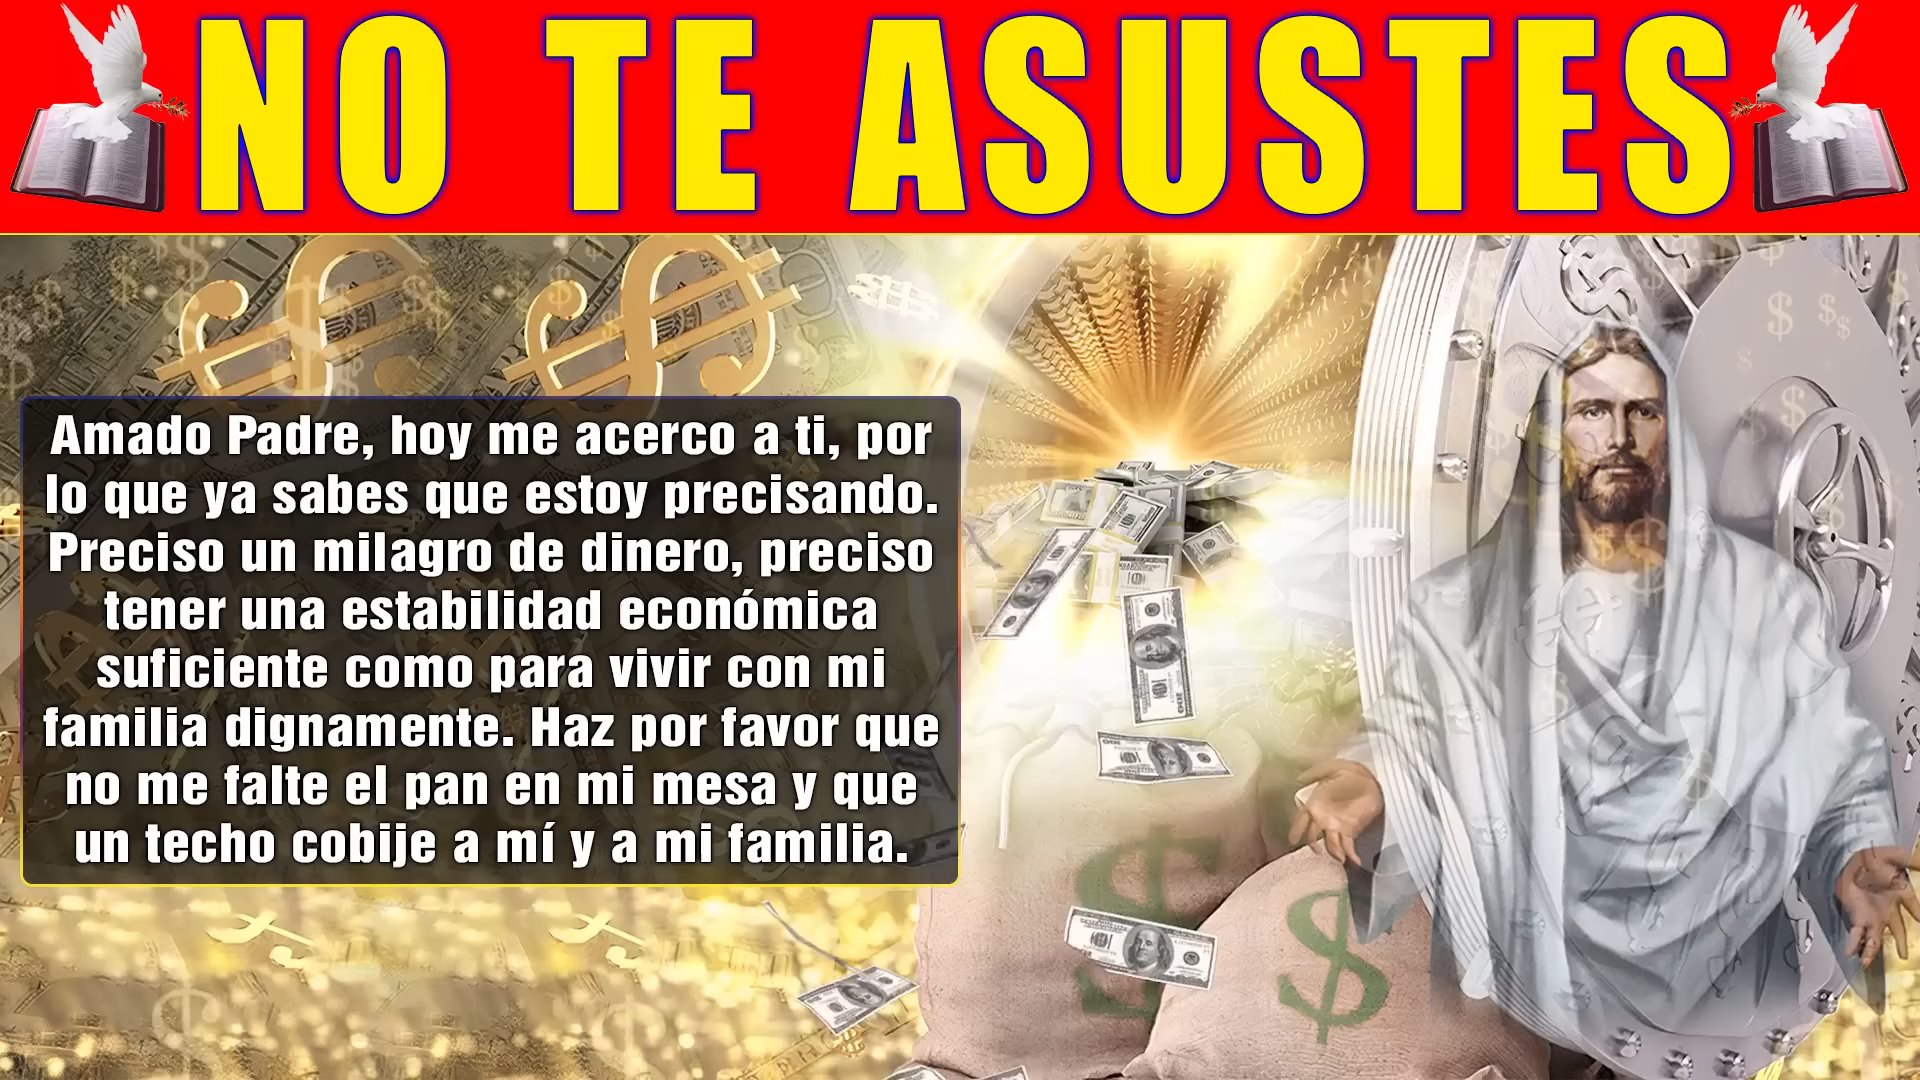 NO TE ASUSTES
Amado Padre, hoy me acerco a ti, por
lo que ya sabes que estoy precisando.
Preciso un milagro de dinero, preciso
tener una estabilidad económica
suficiente como para vivir con mi
familia dignamente. Haz por favor que
no me falte el pan en mi mesa y que
un techo cobije a mí y a mi familia.